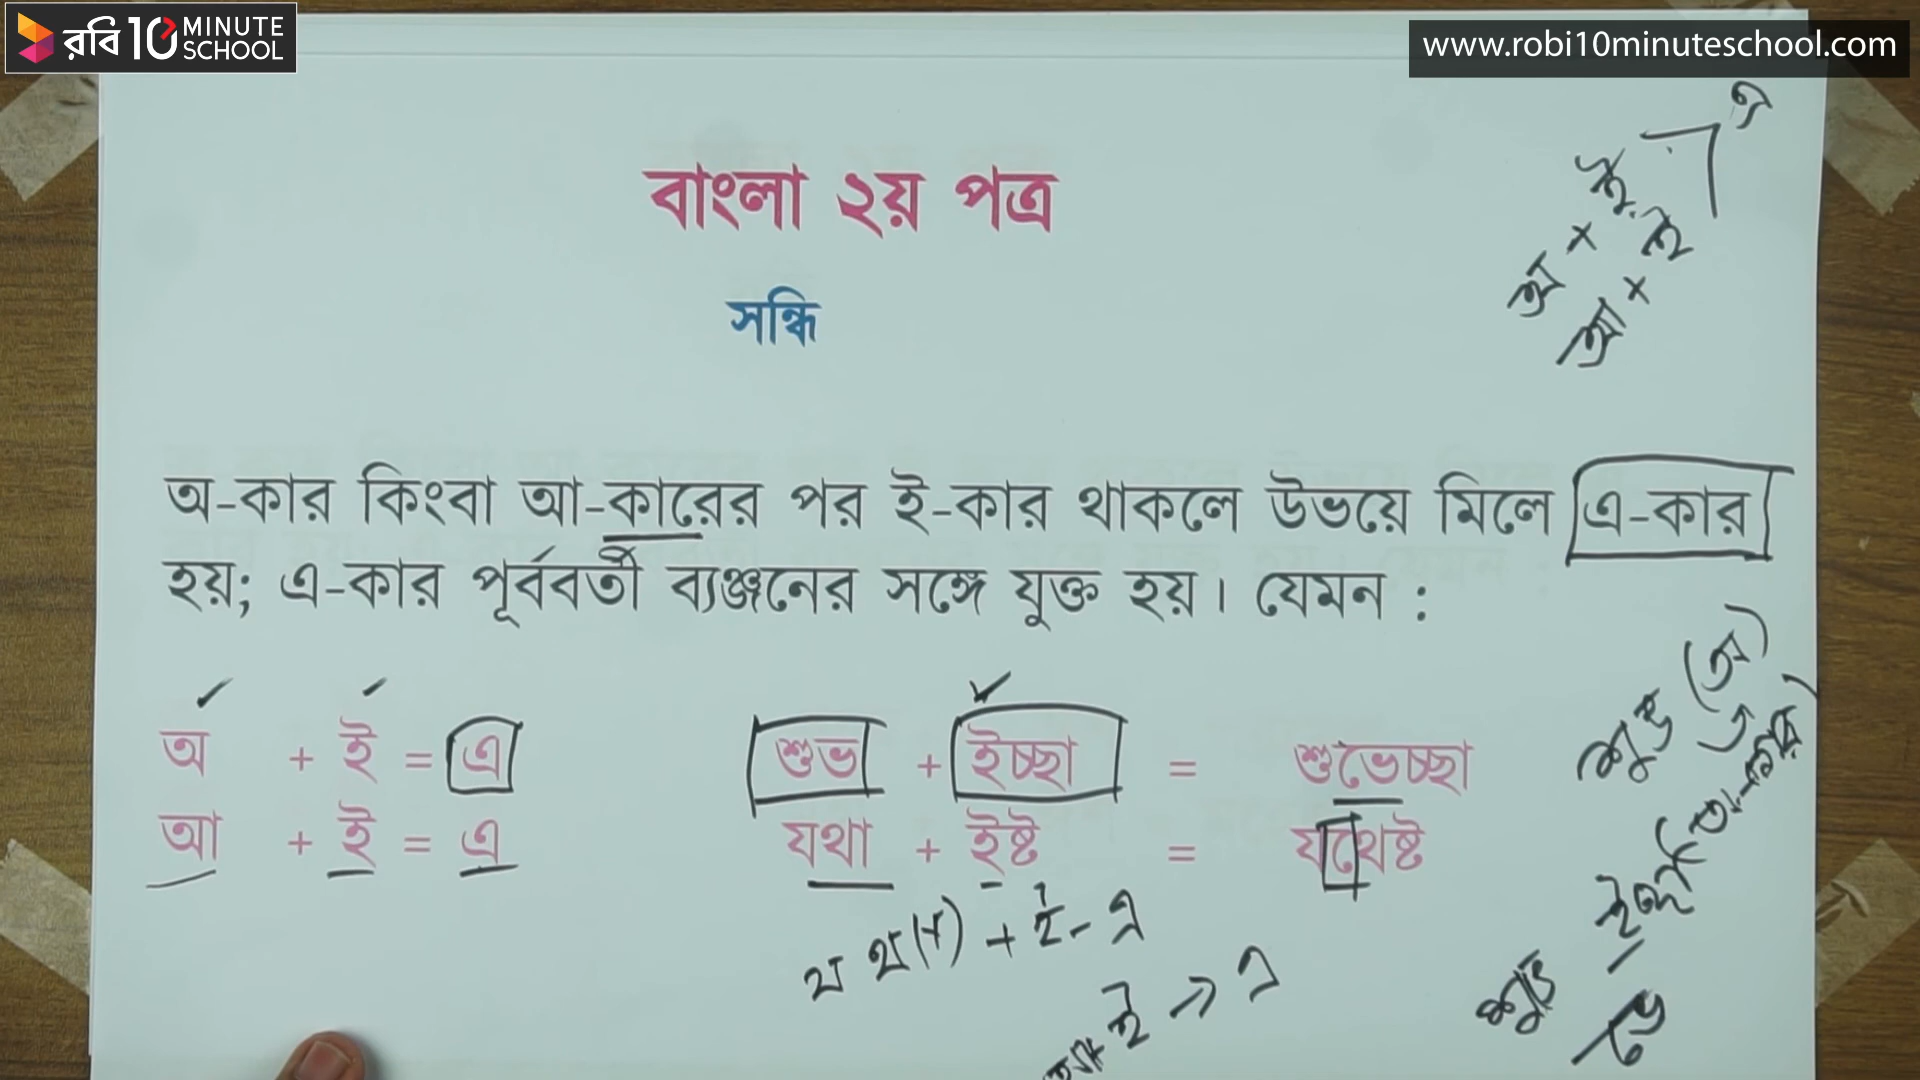 রবি 10 MINUTE SCHOOL
www.robi10minuteschool.com
বাংলা ২য় পত্র
সন্ধি
এ
অ + ই
আ + ই
অ-কার কিংবা আ-কারের পর ই-কার থাকলে উভয়ে মিলে এ-কার
হয়; এ-কার পূর্ববর্তী ব্যঞ্জনের সঙ্গে যুক্ত হয়। যেমন :
অ + ই = এ শুভ + ইচ্ছা = শুভেচ্ছা
আ + ই = এ যথা + ইষ্ট = যথেষ্ট
শুভ (অ)
য থ(া) + ই - এ
ই → এ
শুভ
ভে